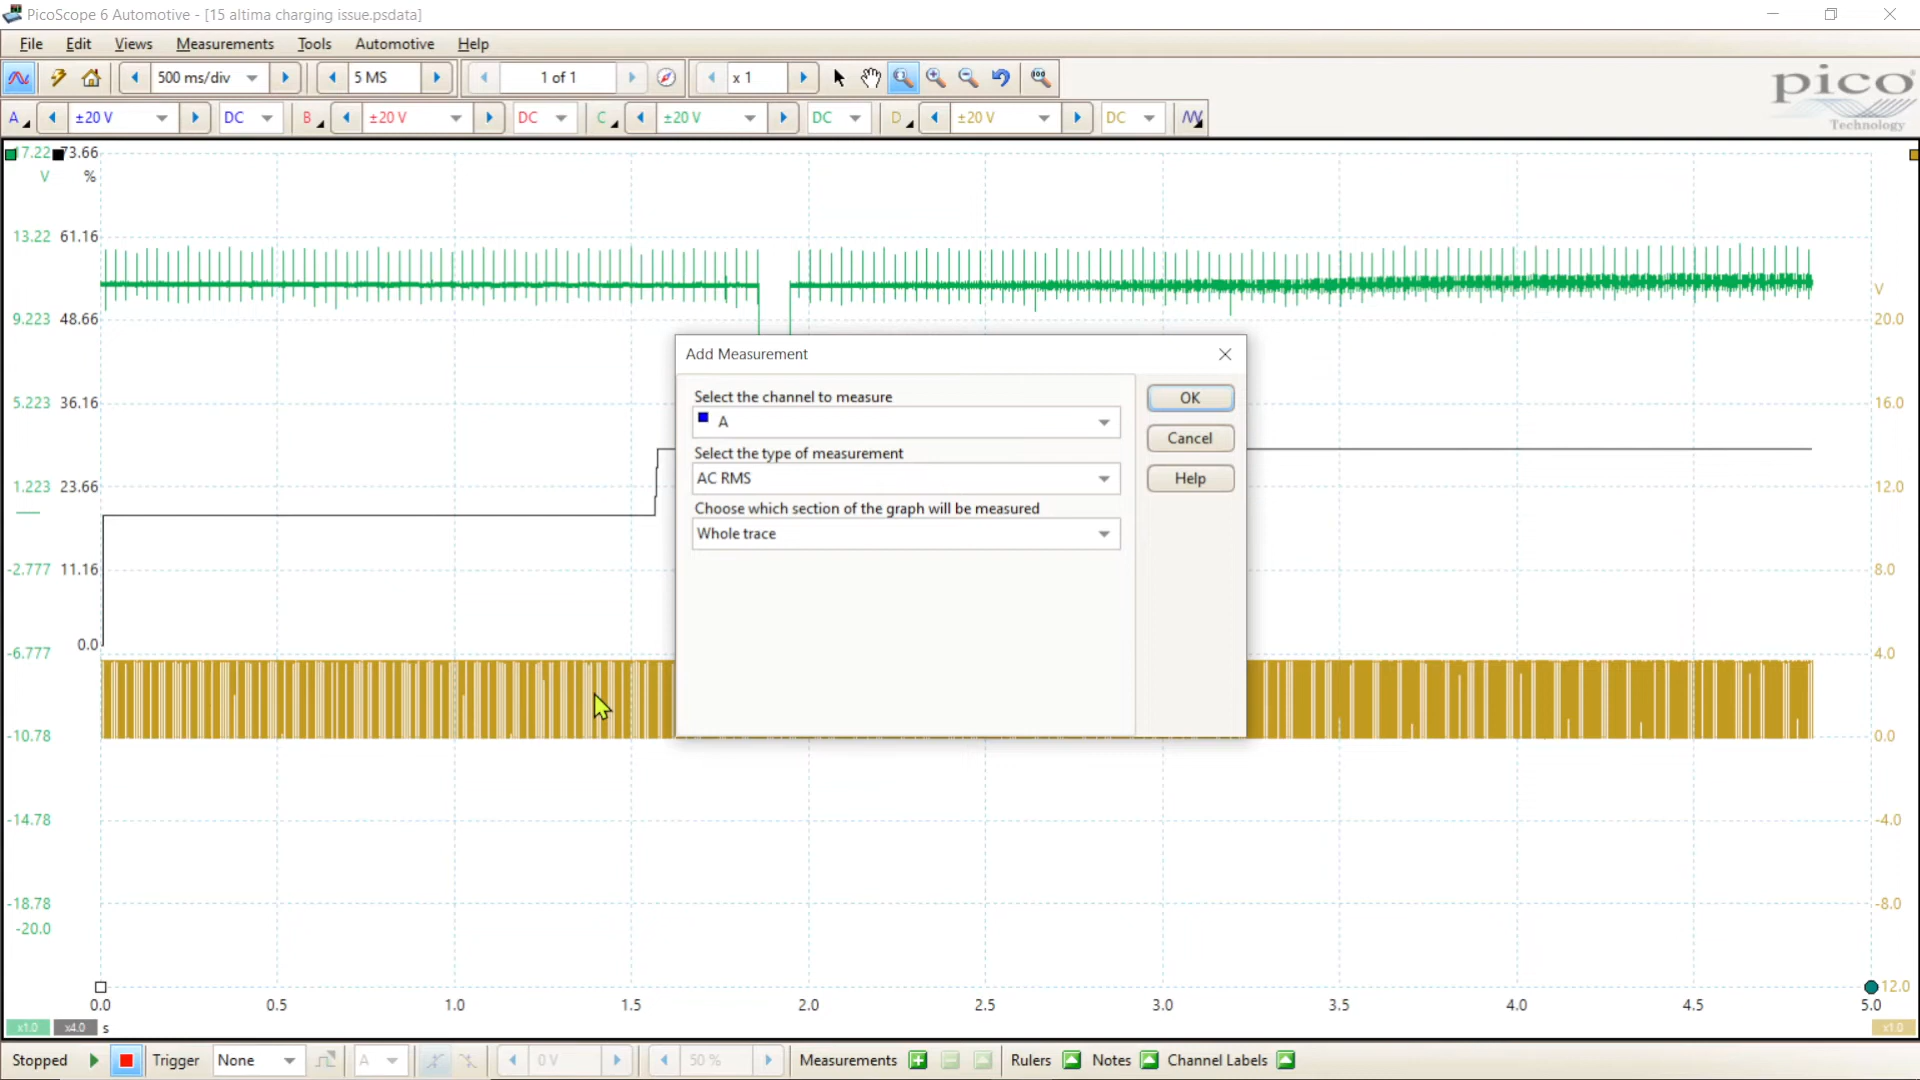 PicoScope 6 Automotive - [15 altima charging issue.psdata]
File Edit Views Measurements Tools Automotive Help
500 ms/div 5 MS 1 of 1 x 1
pico
Technology
A ±20 V DC B ±20 V DC C ±20 V DC D ±20 V DC
17.22 73.66
V %
13.22 61.16
V
9.223 48.66 20.0
Add Measurement
Select the channel to measure
OK
5.223 36.16 16.0
A
Cancel
Select the type of measurement
AC RMS
Help
1.223 23.66 12.0
Choose which section of the graph will be measured
Whole trace
-2.777 11.16 8.0
0.0
-6.777 4.0
-10.78 0.0
-14.78 -4.0
-18.78 -8.0
-20.0
12.0
0.0 0.5 1.0 1.5 2.0 2.5 3.0 3.5 4.0 4.5 5.0
x1.0 x4.0 s x1.0
Stopped Trigger None A 0 V 50 % Measurements Rulers Notes Channel Labels